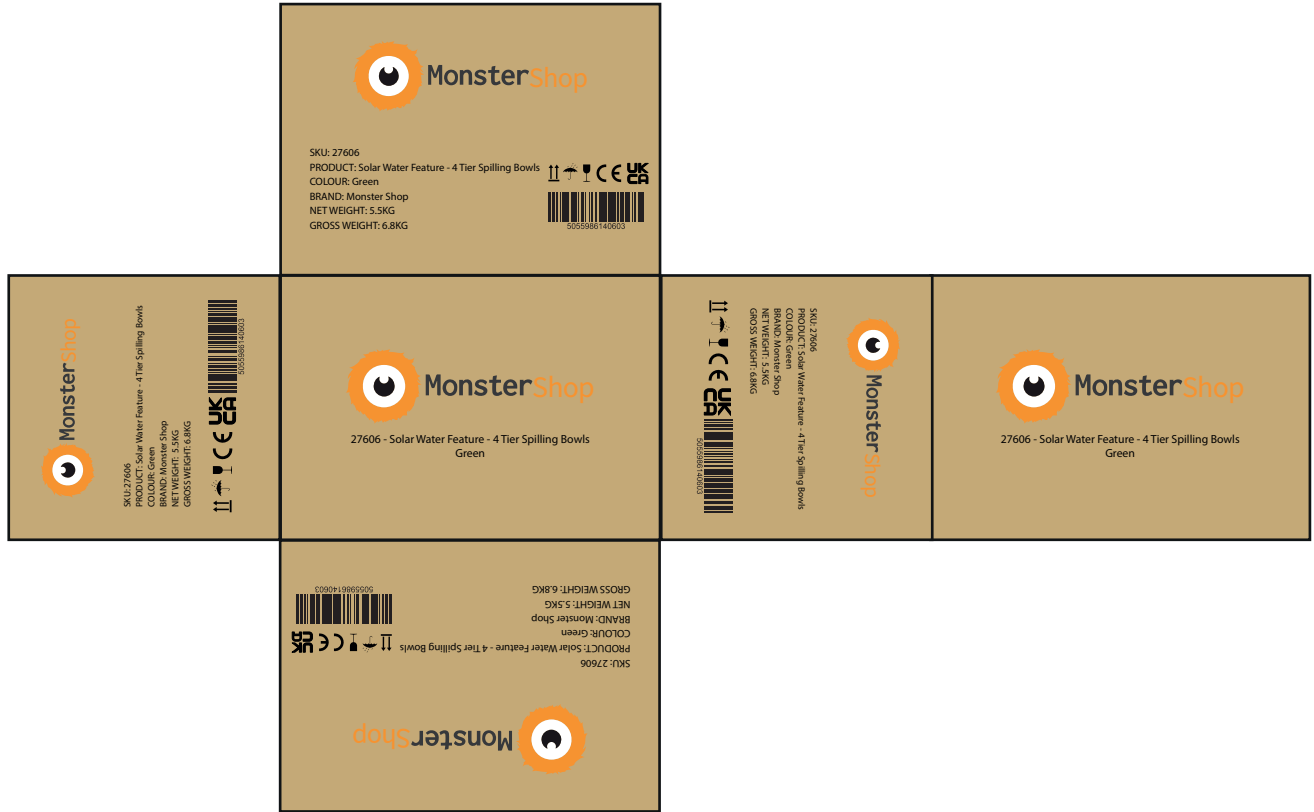 MonsterShop
SKU: 27606
PRODUCT: Solar Water Feature - 4 Tier Spilling Bowls
COLOUR: Green
BRAND: Monster Shop
NET WEIGHT: 5.5KG
GROSS WEIGHT: 6.8KG
CE UK CA
5055986140603
MonsterShop
SKU: 27606
PRODUCT: Solar Water Feature - 4 Tier Spilling Bowls
COLOUR: Green
BRAND: Monster Shop
NET WEIGHT: 5.5KG
GROSS WEIGHT: 6.8KG
CE UK CA
5055986140603
MonsterShop
27606 - Solar Water Feature - 4 Tier Spilling Bowls
Green
MonsterShop
SKU: 27606
PRODUCT: Solar Water Feature - 4 Tier Spilling Bowls
COLOUR: Green
BRAND: Monster Shop
NET WEIGHT: 5.5KG
GROSS WEIGHT: 6.8KG
CE UK CA
5055986140603
MonsterShop
27606 - Solar Water Feature - 4 Tier Spilling Bowls
Green
MonsterShop
SKU: 27606
PRODUCT: Solar Water Feature - 4 Tier Spilling Bowls
COLOUR: Green
BRAND: Monster Shop
NET WEIGHT: 5.5KG
GROSS WEIGHT: 6.8KG
CE UK CA
5055986140603